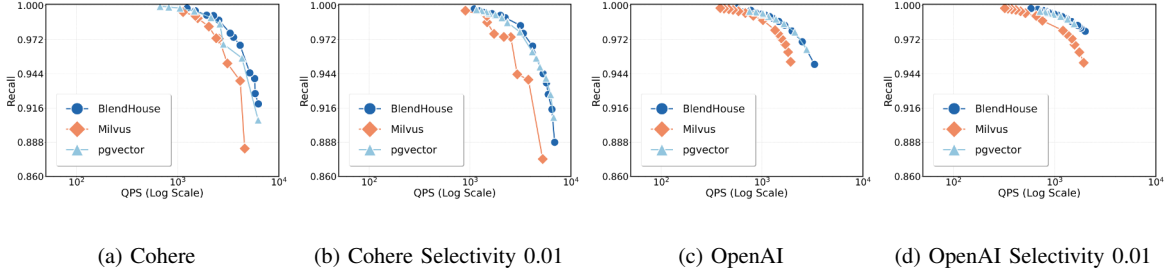 1.000
0.972
0.944
0.916
0.888
0.860
Recall
BlendHouse
Milvus
pgvector
10² 10³ 10⁴
QPS (Log Scale)
(a) Cohere
1.000
0.972
0.944
0.916
0.888
0.860
Recall
BlendHouse
Milvus
pgvector
10² 10³ 10⁴
QPS (Log Scale)
(b) Cohere Selectivity 0.01
1.000
0.972
0.944
0.916
0.888
0.860
Recall
BlendHouse
Milvus
pgvector
10² 10³ 10⁴
QPS (Log Scale)
(c) OpenAI
1.000
0.972
0.944
0.916
0.888
0.860
Recall
BlendHouse
Milvus
pgvector
10² 10³ 10⁴
QPS (Log Scale)
(d) OpenAI Selectivity 0.01